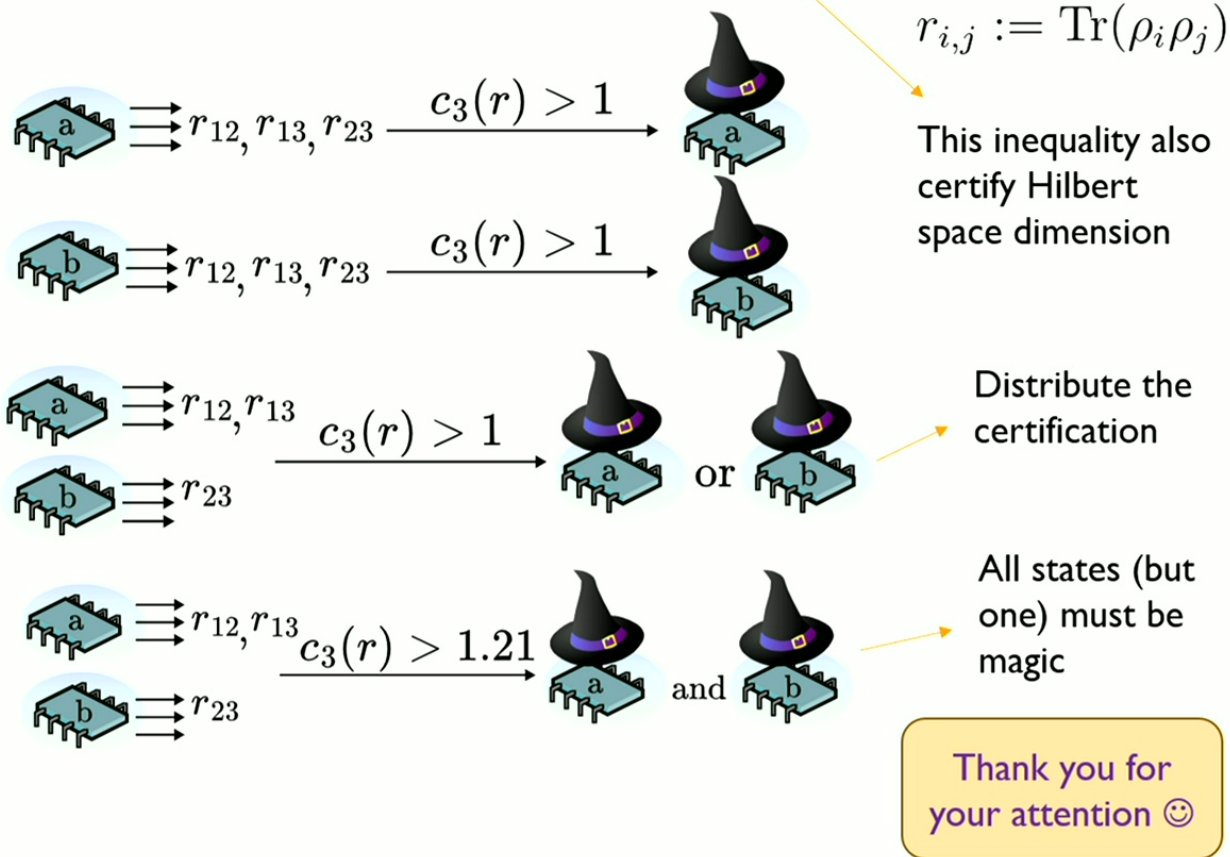 r_{i,j} := Tr(ρ_iρ_j)
a
r_{12}, r_{13}, r_{23}
c_3(r) > 1
a
This inequality also
certify Hilbert
space dimension
b
r_{12}, r_{13}, r_{23}
c_3(r) > 1
b
a
r_{12}, r_{13}
b
r_{23}
c_3(r) > 1
a
or
b
Distribute the
certification
a
r_{12}, r_{13}
b
r_{23}
c_3(r) > 1.21
a
and
b
All states (but
one) must be
magic
Thank you for
your attention ☺